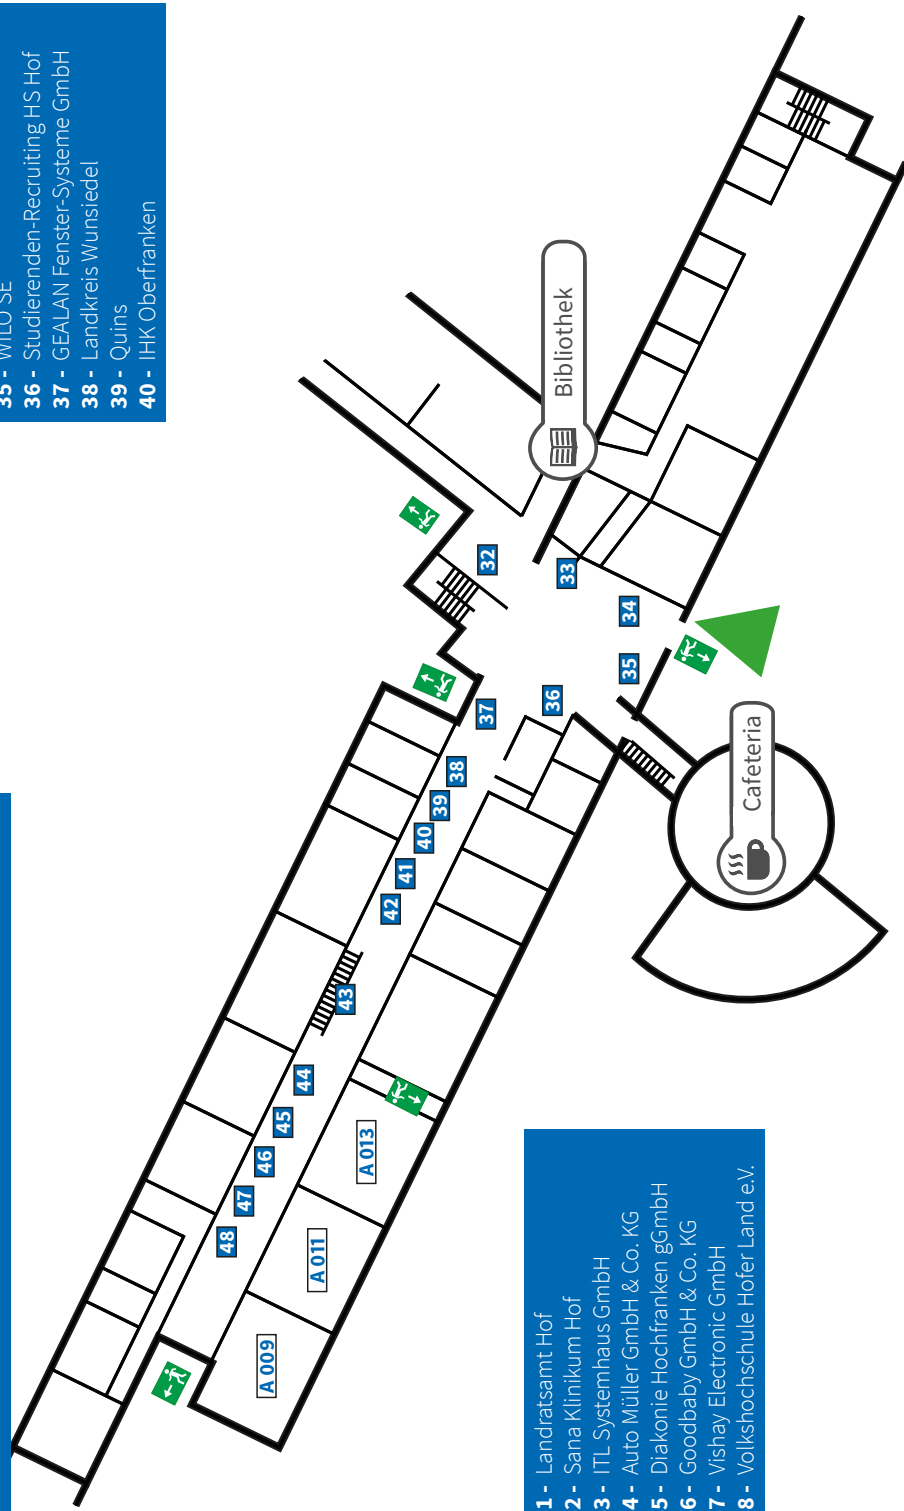 35 - WILO SE
36 - Studierenden-Recruiting HS Hof
37 - GEALAN Fenster-Systeme GmbH
38 - Landkreis Wunsiedel
39 - Quins
40 - IHK Oberfranken
48
47
46
45
44
43
42
41
40
39
38
37
36
35
34
33
32
A 009
A 011
A 013
Bibliothek
Cafeteria
1 - Landratsamt Hof
2 - Sana Klinikum Hof
3 - ITL Systemhaus GmbH
4 - Auto Müller GmbH & Co. KG
5 - Diakonie Hochfranken gGmbH
6 - Goodbaby GmbH & Co. KG
7 - Vishay Electronic GmbH
8 - Volkshochschule Hofer Land e.V.